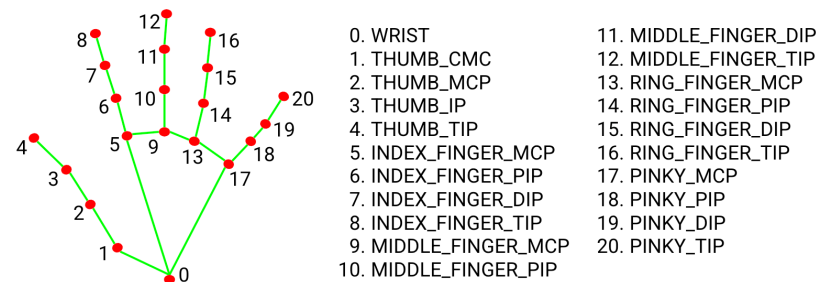 12
8
16
11
7
15
10
6
20
14
19
4
5
9
13
18
3
17
2
1
0
0. WRIST
1. THUMB_CMC
2. THUMB_MCP
3. THUMB_IP
4. THUMB_TIP
5. INDEX_FINGER_MCP
6. INDEX_FINGER_PIP
7. INDEX_FINGER_DIP
8. INDEX_FINGER_TIP
9. MIDDLE_FINGER_MCP
10. MIDDLE_FINGER_PIP
11. MIDDLE_FINGER_DIP
12. MIDDLE_FINGER_TIP
13. RING_FINGER_MCP
14. RING_FINGER_PIP
15. RING_FINGER_DIP
16. RING_FINGER_TIP
17. PINKY_MCP
18. PINKY_PIP
19. PINKY_DIP
20. PINKY_TIP